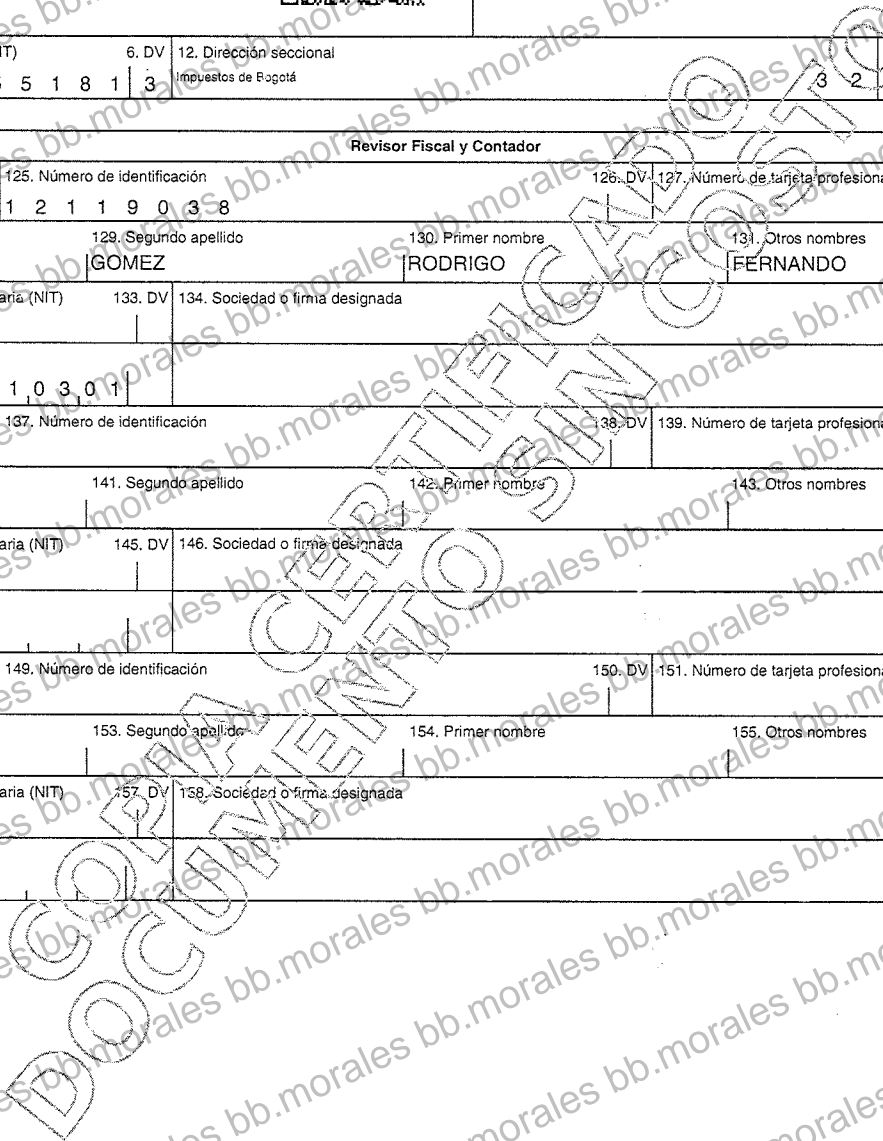 6. DV 12. Dirección seccional
5 1 8 1 3 Impuestos de Bogotá 3 2
Revisor Fiscal y Contador
125. Número de identificación 126. DV 127. Número de tarjeta profesiona
1 2 1 1 9 0 3 8
129. Segundo apellido 130. Primer nombre 131. Otros nombres
GOMEZ RODRIGO FERNANDO
aria (NIT) 133. DV 134. Sociedad o firma designada
1 0 3 0 1
137. Número de identificación 138. DV 139. Número de tarjeta profesiona
141. Segundo apellido 142. Primer nombre 143. Otros nombres
aria (NIT) 145. DV 146. Sociedad o firma designada
149. Número de identificación 150. DV 151. Número de tarjeta profesiona
153. Segundo apellido 154. Primer nombre 155. Otros nombres
aria (NIT) 157. DV 158. Sociedad o firma designada
COPIA CERTIFICADO
DOCUMENTO SIN COSTO
bb.morales bb.morales bb.morales